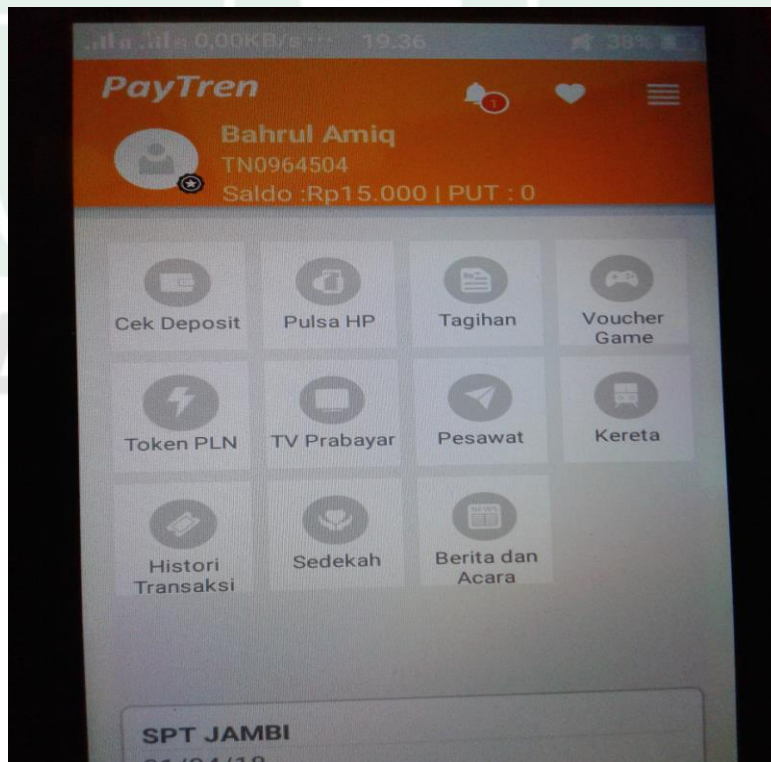 0,00KB/s ... 19.36 38%
PayTren
1
Bahrul Amiq
TN0964504
Saldo :Rp15.000 | PUT : 0
Cek Deposit Pulsa HP Tagihan Voucher
Game
Token PLN TV Prabayar Pesawat Kereta
NEWS
Histori Sedekah Berita dan
Transaksi Acara
SPT JAMBI